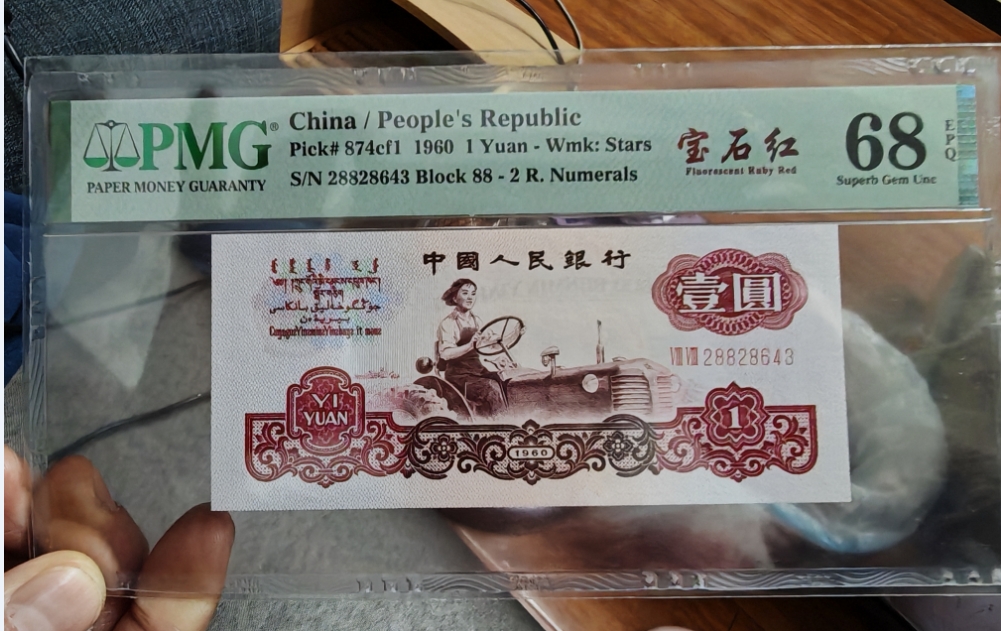 PMG®
PAPER MONEY GUARANTY
China / People's Republic
Pick# 874cf1 1960 1 Yuan - Wmk: Stars
S/N 28828643 Block 88 - 2 R. Numerals
宝石红
Fluorescent Ruby Red
68
EPQ
Superb Gem Unc
中國人民銀行
壹圓
VIII VIII 28828643
YI
YUAN
1
1960